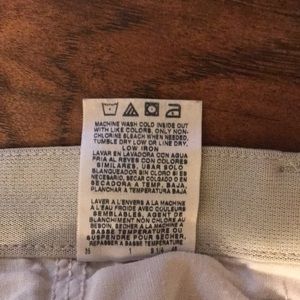 MACHINE WASH COLD INSIDE OUT
WITH LIKE COLORS. ONLY NON-
CHLORINE BLEACH WHEN NEEDED.
TUMBLE DRY LOW OR LINE DRY.
LOW IRON
LAVAR EN LAVADORA CON AGUA
FRIA AL REVES CON COLORES
SIMILARES. USAR SOLO
BLANQUEADOR SIN CLORO SI ES
NECESARIO. SECAR COLGADO O EN
SECADORA A TEMP. BAJA.
PLANCHAR A TEMPERATURA BAJA.
LAVER A L'ENVERS A LA MACHINE
A L'EAU FROIDE AVEC COULEURS
SEMBLABLES. AGENT DE
BLANCHIMENT NON CHLORE AU
BESOIN. SECHER A LA MACHINE A
BASSE TEMPERATURE OU
SUSPENDRE POUR SECHER.
REPASSER A BASSE TEMPERATURE
35 1